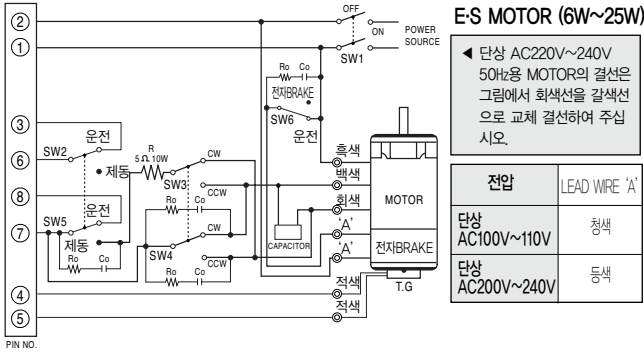 E·S MOTOR (6W~25W)
◀ 단상 AC220V~240V
50Hz용 MOTOR의 결선은
그림에서 회색선을 갈색선
으로 교체 결선하여 주십
시오.
전압 LEAD WIRE 'A'
단상
AC100V~110V 청색
단상
AC200V~240V 등색
②
①
③
⑥
⑧
⑦
④
⑤
PIN NO.
OFF
ON
POWER
SOURCE
SW1
Ro Co
전자BRAKE
SW6
운전
운전
SW2
제동
R
5Ω 10W
SW3
CW
CCW
Ro Co
운전
SW5
제동
Ro Co
SW4
CW
CCW
Ro Co
CAPACITOR
흑색
백색
회색
'A'
'A'
적색
적색
MOTOR
전자BRAKE
T.G